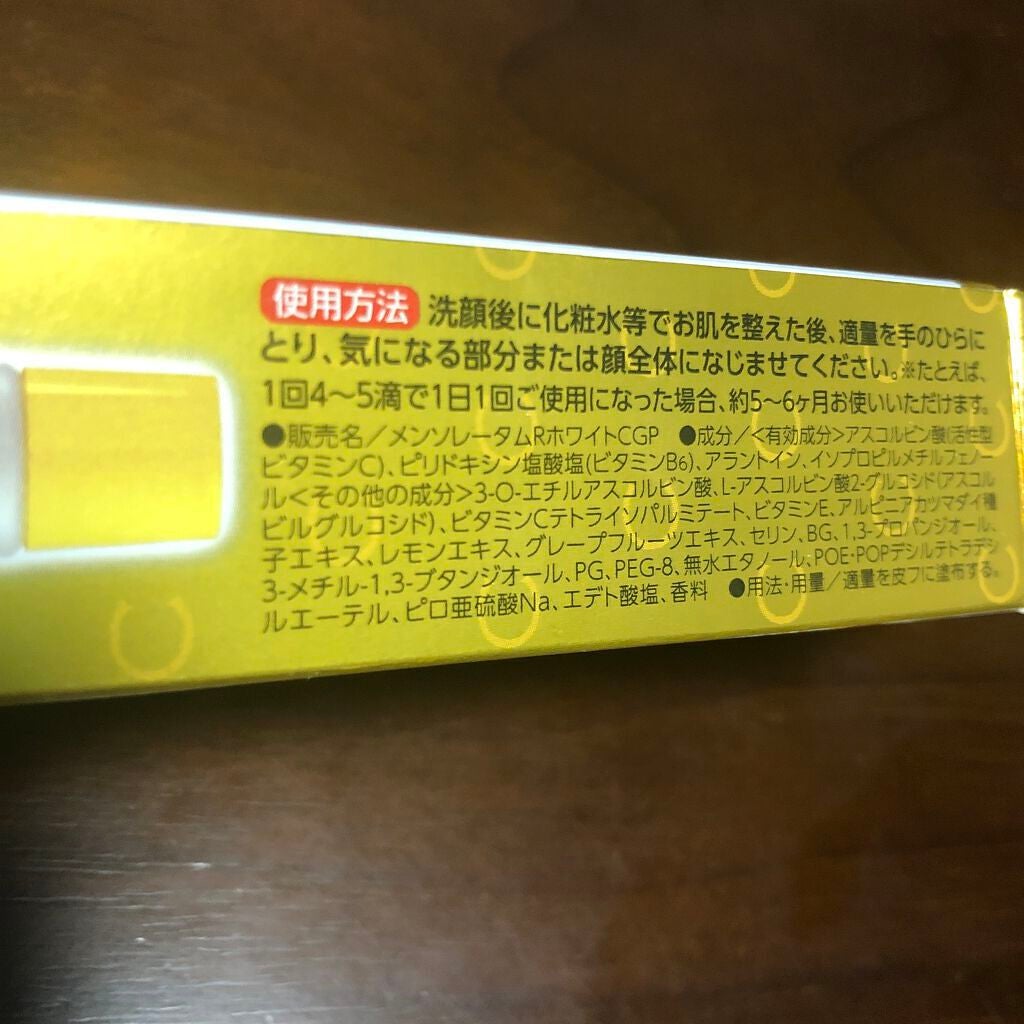 使用方法 洗顔後に化粧水等でお肌を整えた後、適量を手のひらに
とり、気になる部分または顔全体になじませてください。※たとえば、
1回4～5滴で1日1回ご使用になった場合、約5～6ヶ月お使いいただけます。
●販売名／メンソレータムRホワイトCGP ●成分／<有効成分>アスコルビン酸(活性型
ビタミンC)、ピリドキシン塩酸塩(ビタミンB6)、アラントイン、イソプロピルメチルフェノー
ル<その他の成分>3-O-エチルアスコルビン酸、L-アスコルビン酸2-グルコシド(アスコル
ビルグルコシド)、ビタミンCテトライソパルミテート、ビタミンE、アルピニアカツマダイ種
子エキス、レモンエキス、グレープフルーツエキス、セリン、BG、1,3-プロパンジオール、
3-メチル-1,3-ブタンジオール、PG、PEG-8、無水エタノール、POE・POPデシルテトラデシ
ルエーテル、ピロ亜硫酸Na、エデト酸塩、香料 ●用法・用量／適量を皮フに塗布する。